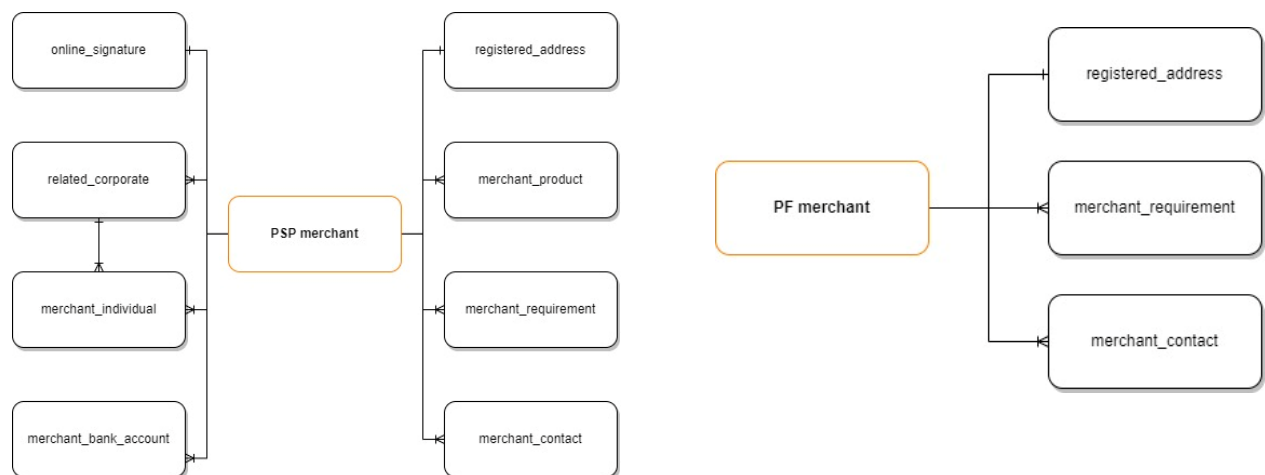 online_signature
registered_address
related_corporate
merchant_product
PSP merchant
merchant_individual
merchant_requirement
merchant_bank_account
merchant_contact
registered_address
PF merchant
merchant_requirement
merchant_contact